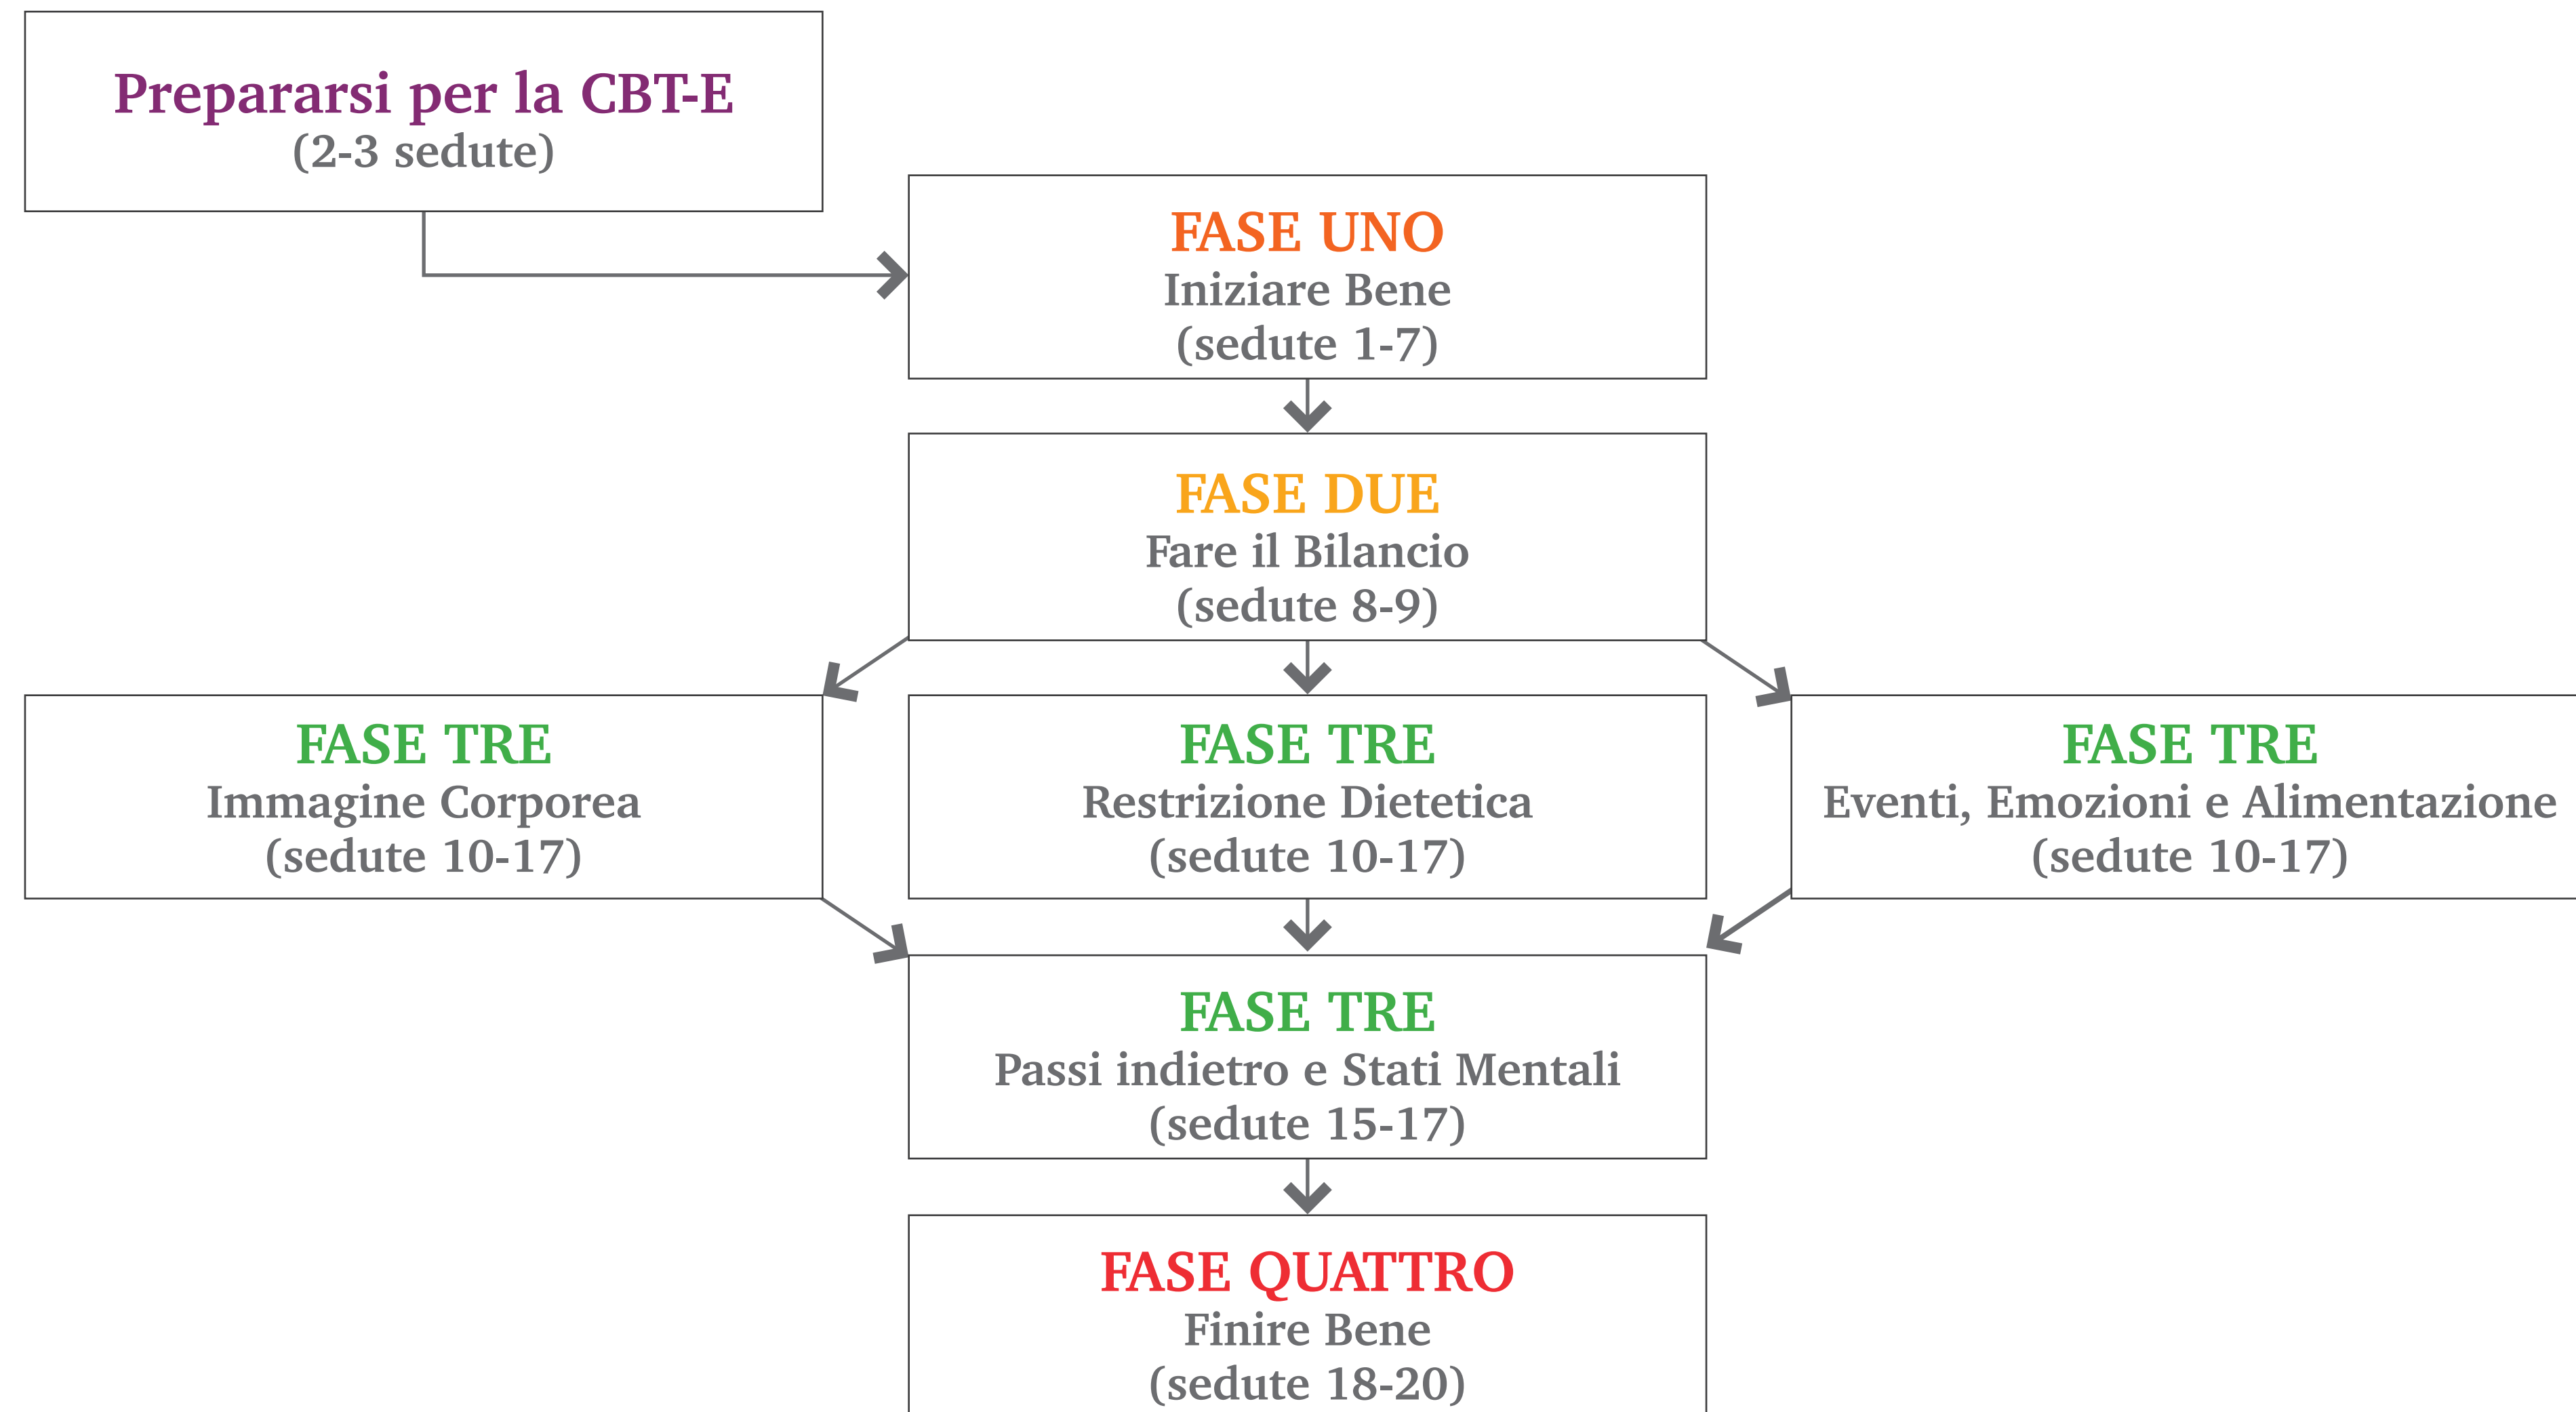 Prepararsi per la CBT-E
(2-3 sedute)
FASE UNO
Iniziare Bene
(sedute 1-7)
FASE DUE
Fare il Bilancio
(sedute 8-9)
FASE TRE
Immagine Corporea
(sedute 10-17)
FASE TRE
Restrizione Dietetica
(sedute 10-17)
FASE TRE
Eventi, Emozioni e Alimentazione
(sedute 10-17)
FASE TRE
Passi indietro e Stati Mentali
(sedute 15-17)
FASE QUATTRO
Finire Bene
(sedute 18-20)